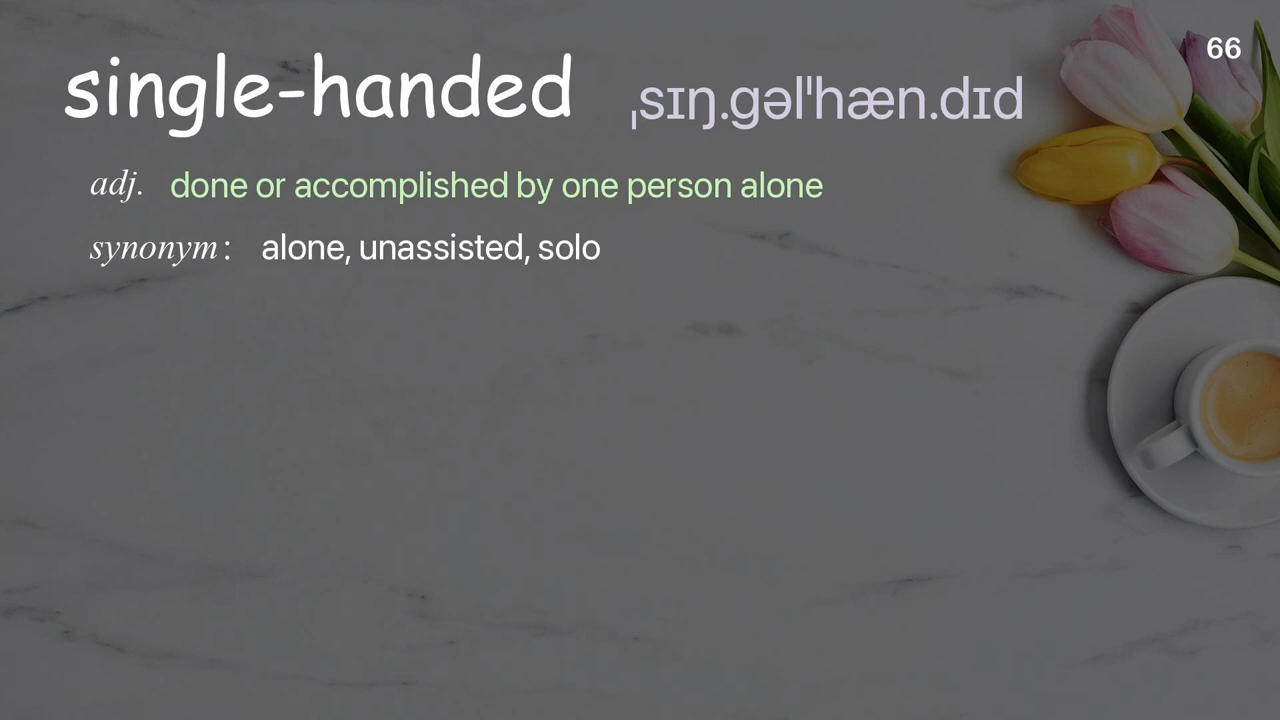 66
single-handed ˌsɪŋ.gəlˈhæn.dɪd
adj. done or accomplished by one person alone
synonym: alone, unassisted, solo